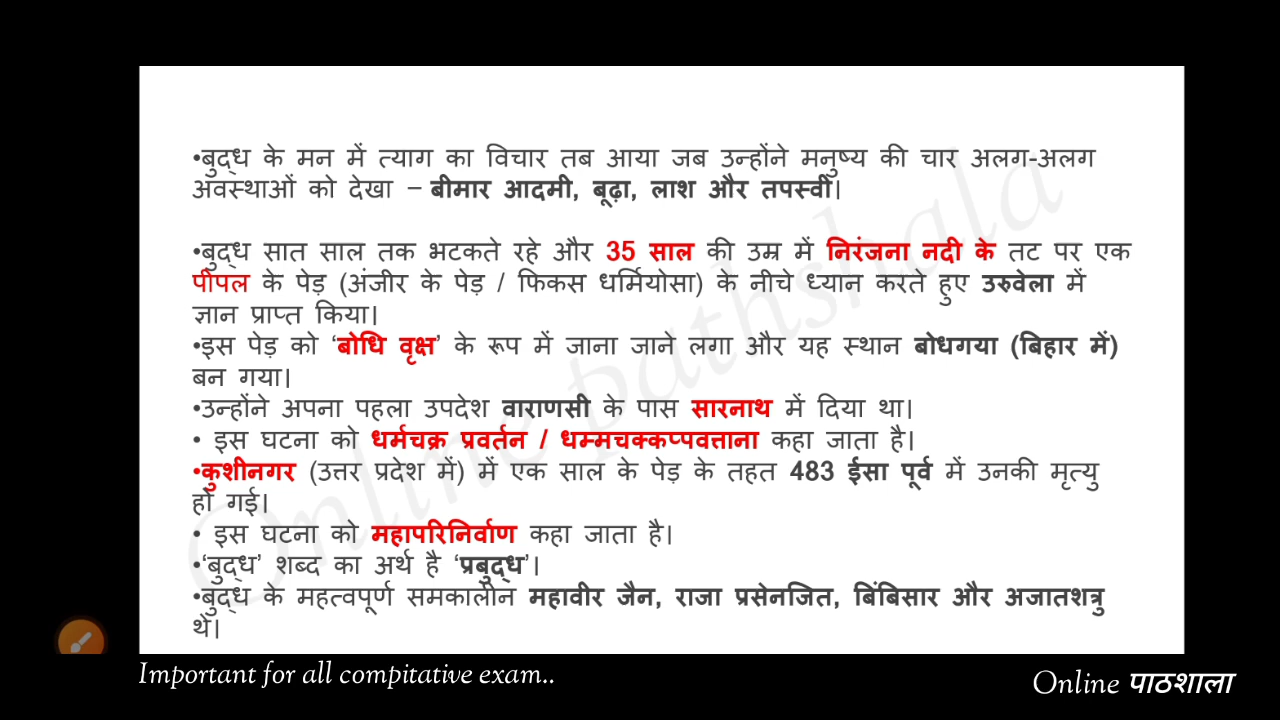 •बुद्ध के मन में त्याग का विचार तब आया जब उन्होंने मनुष्य की चार अलग-अलग
अवस्थाओं को देखा – बीमार आदमी, बूढ़ा, लाश और तपस्वी।
•बुद्ध सात साल तक भटकते रहे और 35 साल की उम्र में निरंजना नदी के तट पर एक
पीपल के पेड़ (अंजीर के पेड़ / फिकस धर्मियोसा) के नीचे ध्यान करते हुए उरुवेला में
ज्ञान प्राप्त किया।
•इस पेड़ को ‘बोधि वृक्ष’ के रूप में जाना जाने लगा और यह स्थान बोधगया (बिहार में)
बन गया।
•उन्होंने अपना पहला उपदेश वाराणसी के पास सारनाथ में दिया था।
• इस घटना को धर्मचक्र प्रवर्तन / धम्मचक्कप्पवत्ताना कहा जाता है।
•कुशीनगर (उत्तर प्रदेश में) में एक साल के पेड़ के तहत 483 ईसा पूर्व में उनकी मृत्यु
हो गई।
• इस घटना को महापरिनिर्वाण कहा जाता है।
•‘बुद्ध’ शब्द का अर्थ है ‘प्रबुद्ध’।
•बुद्ध के महत्वपूर्ण समकालीन महावीर जैन, राजा प्रसेनजित, बिंबिसार और अजातशत्रु
थे।
Online pathshala
Important for all compitative exam..
Online पाठशाला